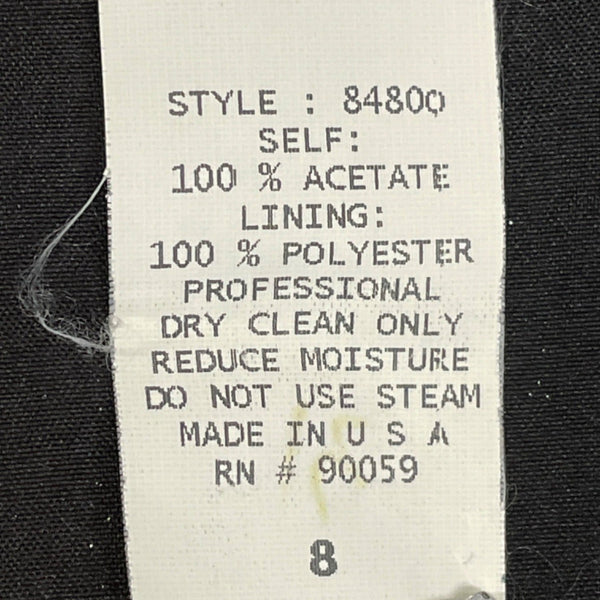 STYLE : 84800
SELF:
100 % ACETATE
LINING:
100 % POLYESTER
PROFESSIONAL
DRY CLEAN ONLY
REDUCE MOISTURE
DO NOT USE STEAM
MADE IN U S A
RN # 90059
8